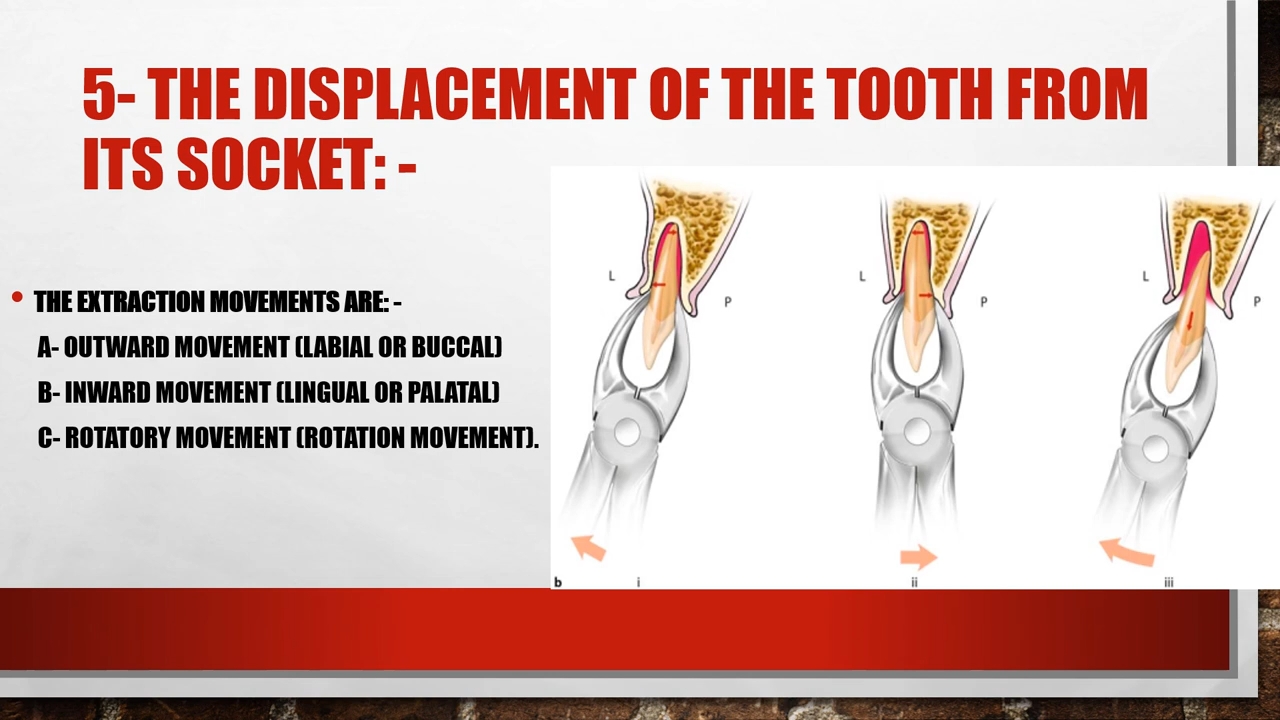 5- THE DISPLACEMENT OF THE TOOTH FROM
ITS SOCKET: -
• THE EXTRACTION MOVEMENTS ARE: -
A- OUTWARD MOVEMENT (LABIAL OR BUCCAL)
B- INWARD MOVEMENT (LINGUAL OR PALATAL)
C- ROTATORY MOVEMENT (ROTATION MOVEMENT).
L P L P L P
b i ii iii